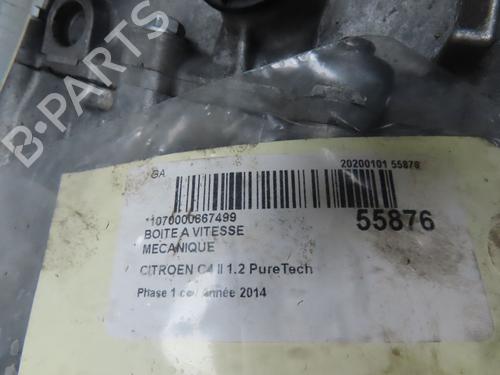 B-PARTS
GA
20200101 55876
11070000667499
55876
BOITE A VITESSE
MECANIQUE
CITROEN C4 II 1.2 PureTech
Phase 1 année 2014